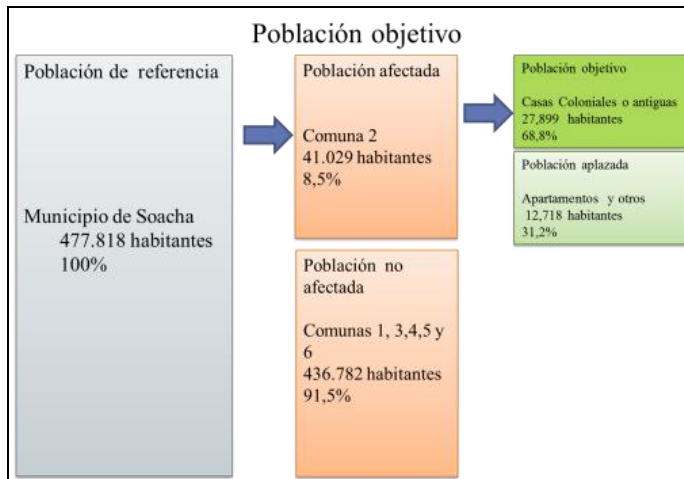 Población objetivo
Población de referencia
Municipio de Soacha
477.818 habitantes
100%
Población afectada
Comuna 2
41.029 habitantes
8,5%
Población no
afectada
Comunas 1, 3,4,5 y
6
436.782 habitantes
91,5%
Población objetivo
Casas Coloniales o antiguas
27,899 habitantes
68,8%
Población aplazada
Apartamentos y otros
12,718 habitantes
31,2%